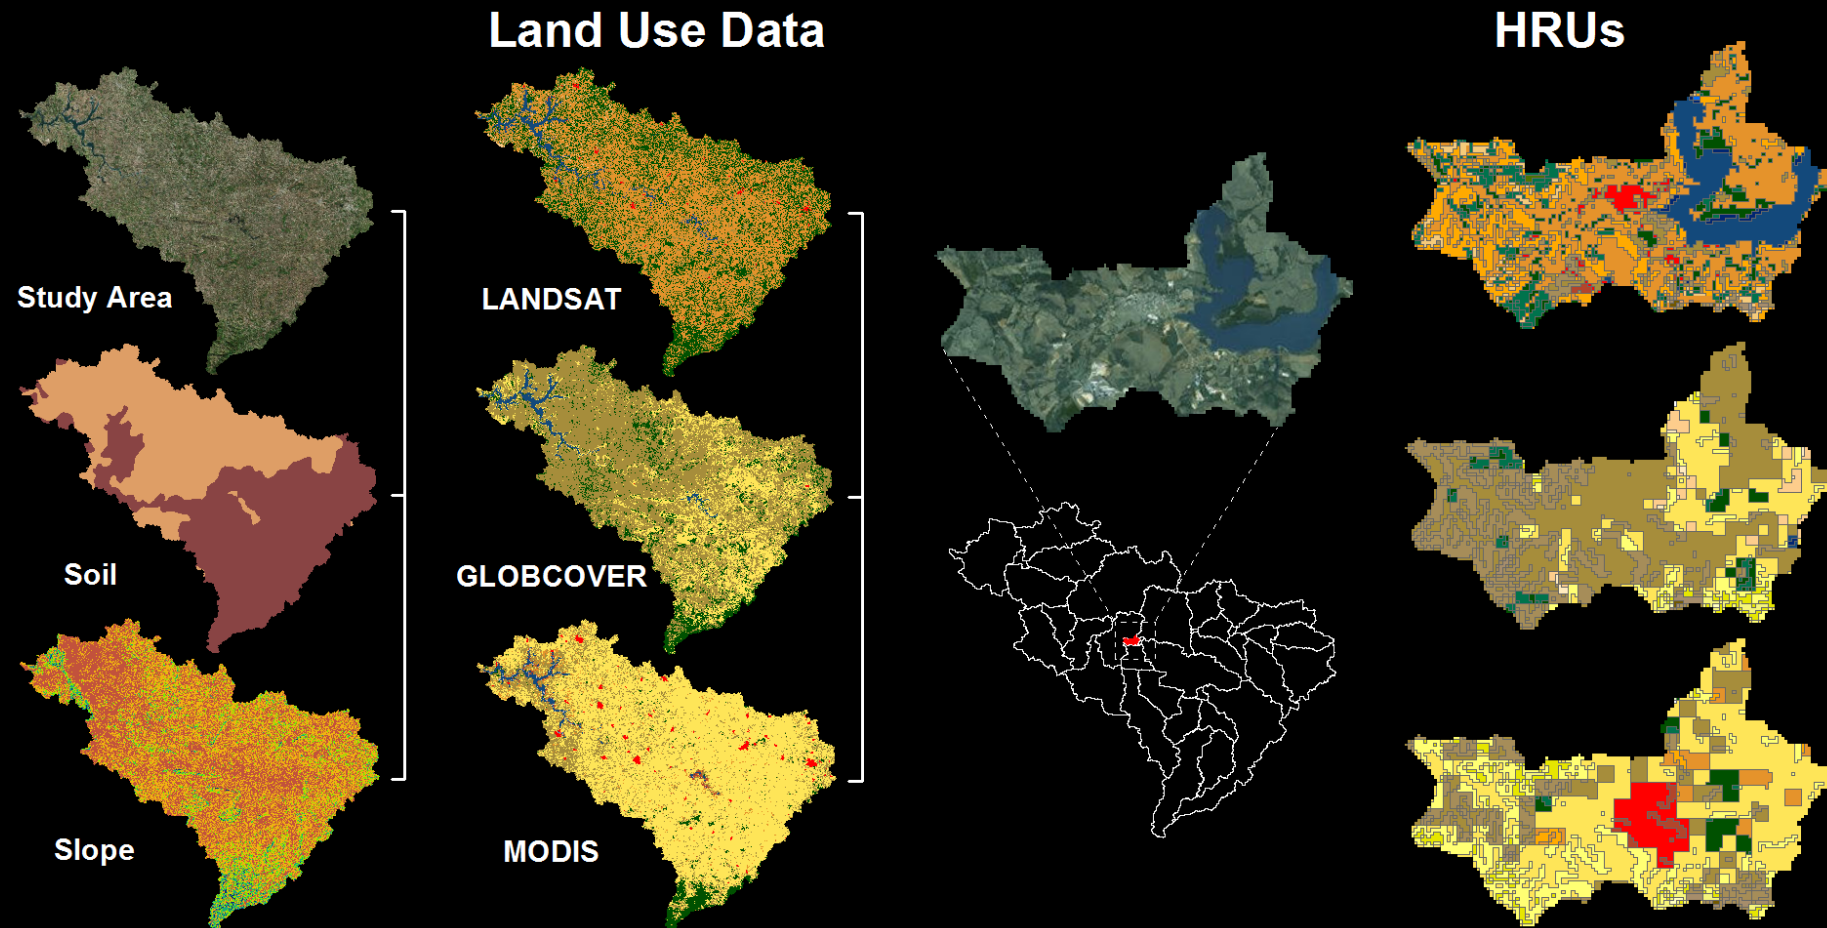 Land Use Data
HRUs
Study Area
LANDSAT
Soil
GLOBCOVER
Slope
MODIS